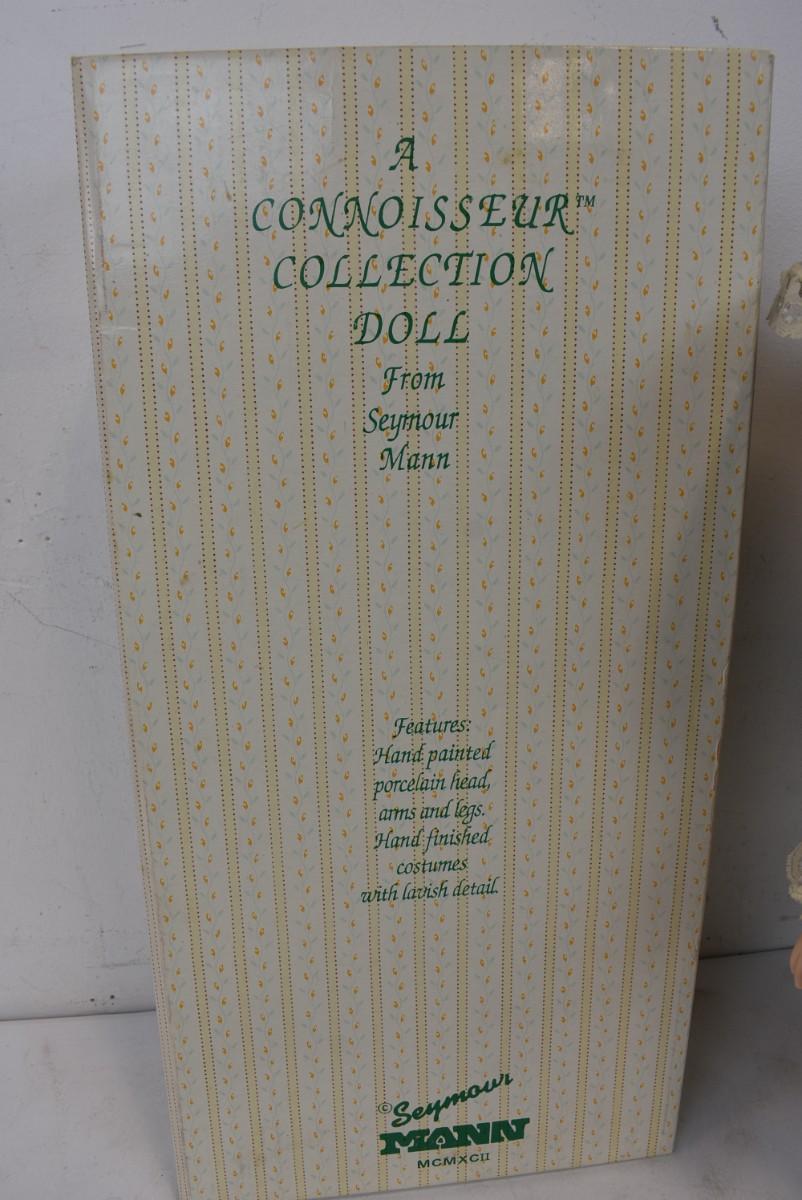 A
CONNOISSEUR™
COLLECTION
DOLL
From
Seymour
Mann
Features:
Hand painted
porcelain head,
arms and legs.
Hand finished
costumes
with lavish detail.
©Seymour
MANN
MCMXCII